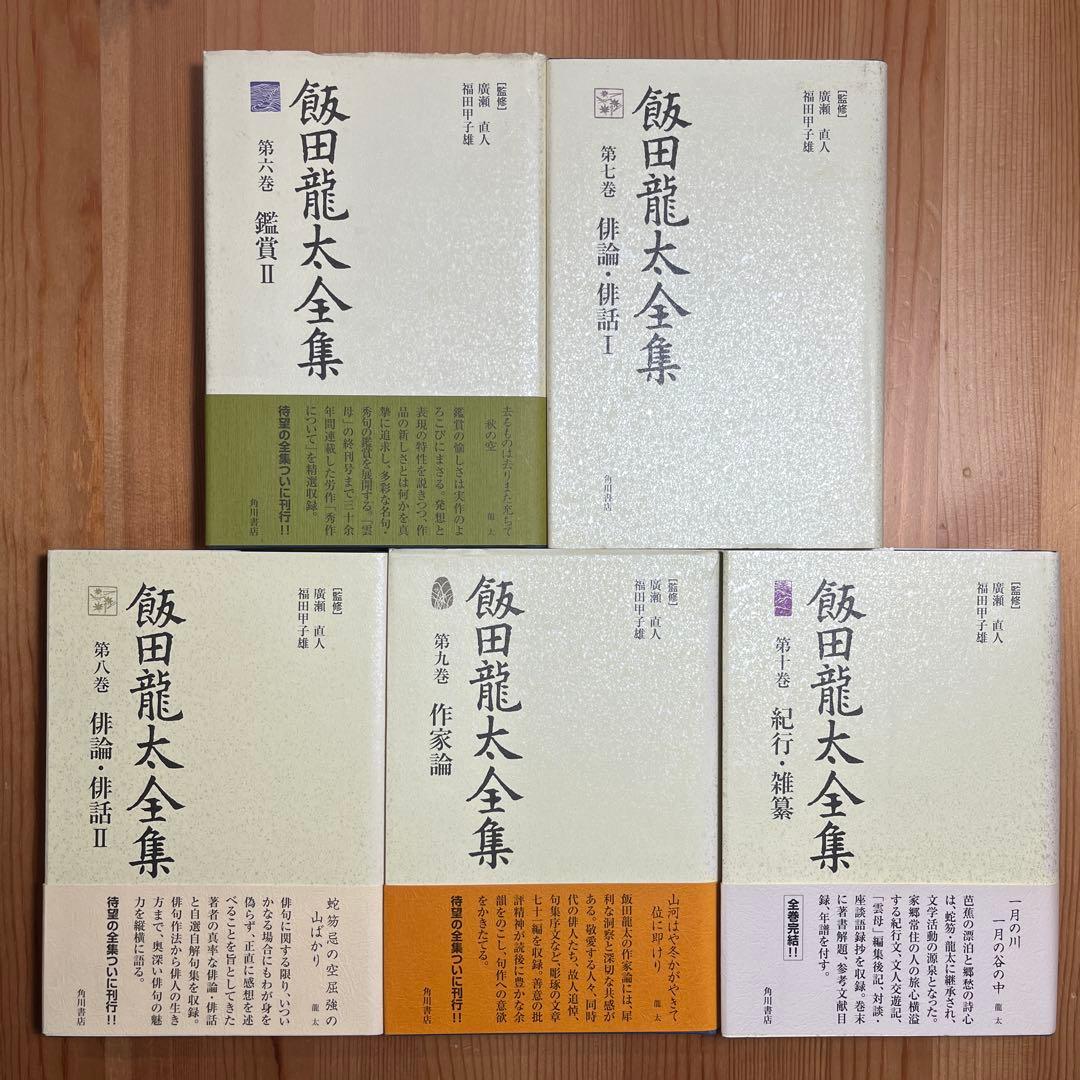 [監修]
廣瀬 直人
福田甲子雄
飯田龍太全集
第六巻 鑑賞Ⅱ
去るものは去りまた充ちて
秋の空
龍太
鑑賞の愉しさは実作のよ
ろこびにまさる。発想と
表現の特性を説きつつ、作
品の新しさとは何かを真
摯に追求し、多彩な名句・
秀句の鑑賞を展開する。「雲
母」の終刊号まで三十余
年間連載した労作「秀作
について」を精選収録。
待望の全集ついに刊行!!
角川書店
[監修]
廣瀬 直人
福田甲子雄
飯田龍太全集
第七巻 俳論・俳話Ⅰ
角川書店
[監修]
廣瀬 直人
福田甲子雄
飯田龍太全集
第八巻 俳論・俳話Ⅱ
蛇笏忌の空屈強の
山ばかり
龍太
俳句に関する限り、いつい
かなる場合にもわが身を
偽らず、正直に感想を述
べることを旨としてきた
著者の真率な俳論・俳話
と自選自解句集を収録。
俳句作法から俳人の生き
方まで、奥深い俳句の魅
力を縦横に語る。
待望の全集ついに刊行!!
角川書店
[監修]
廣瀬 直人
福田甲子雄
飯田龍太全集
第九巻 作家論
山河はや冬かがやきて
位に即けり
龍太
飯田龍太の作家論には、犀
利な洞察と深切な共感が
ある。敬愛する人々、同時
代の俳人たち、故人追悼、
句集序文など、彫琢の文章
七十二編を収録。善意の批
評精神が読後に豊かな余
韻をのこし、句作への意欲
をかきたてる。
待望の全集ついに刊行!!
角川書店
[監修]
廣瀬 直人
福田甲子雄
飯田龍太全集
第十巻 紀行・雑纂
一月の川
一月の谷の中
龍太
芭蕉の漂泊と郷愁の詩心
は、蛇笏、龍太に継承され、
文学活動の源泉となった。
家郷常住の人の旅心横溢
する紀行文、文人交遊記、
「雲母」編集後記、対談・
座談語録抄を収録。巻末
に著書解題、参考文献目
録、年譜を付す。
全巻完結!!
角川書店